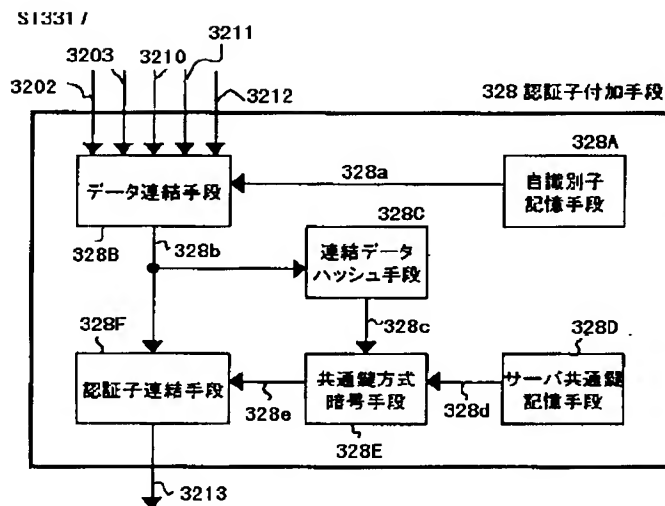 3211
3203 3210
3202 3212
328 認証子付加手段
328A
データ連結手段
328a
自識別子
記憶手段
328B
328b
328C
連結データ
ハッシュ手段
328F
328c
328D
認証子連結手段
328e
共通鍵方式
暗号手段
328d
サーバ共通鍵
記憶手段
328E
3213